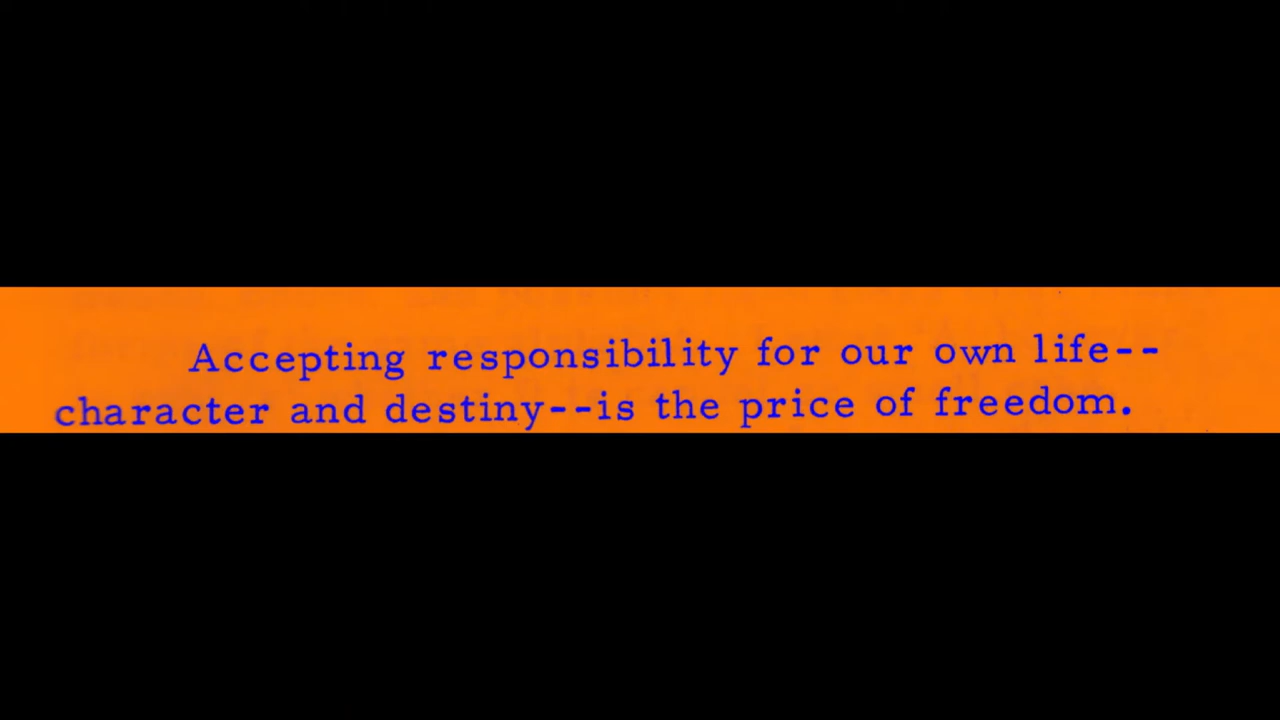 Accepting responsibility for our own life--
character and destiny--is the price of freedom.